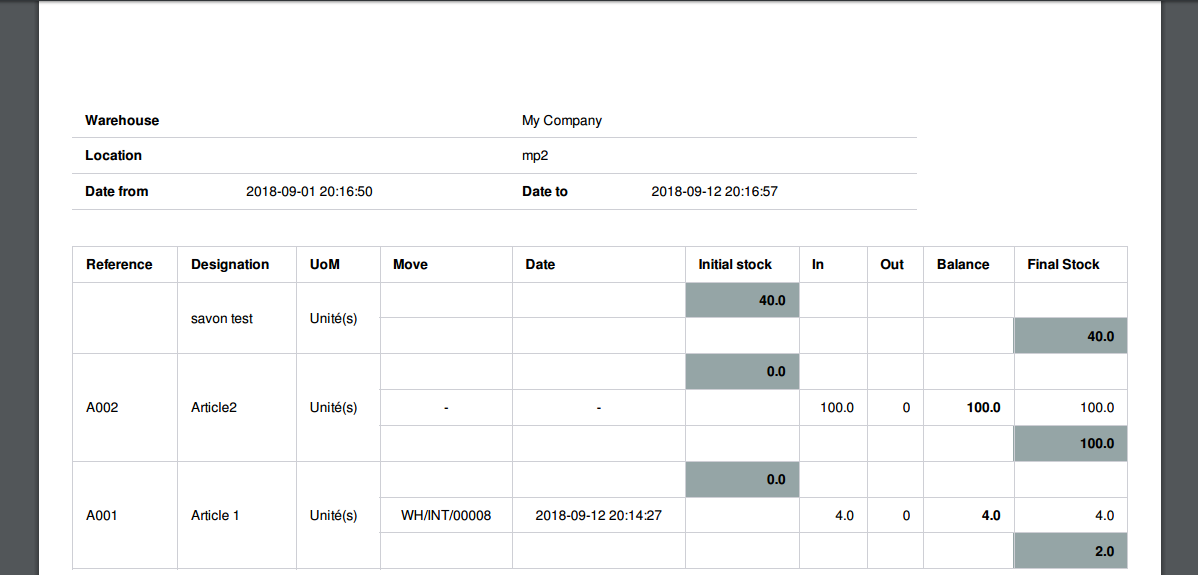 Warehouse My Company
Location mp2
Date from 2018-09-01 20:16:50 Date to 2018-09-12 20:16:57
Reference Designation UoM Move Date Initial stock In Out Balance Final Stock
40.0
savon test Unité(s)
40.0
0.0
A002 Article2 Unité(s) - - 100.0 0 100.0 100.0
100.0
0.0
A001 Article 1 Unité(s) WH/INT/00008 2018-09-12 20:14:27 4.0 0 4.0 4.0
2.0